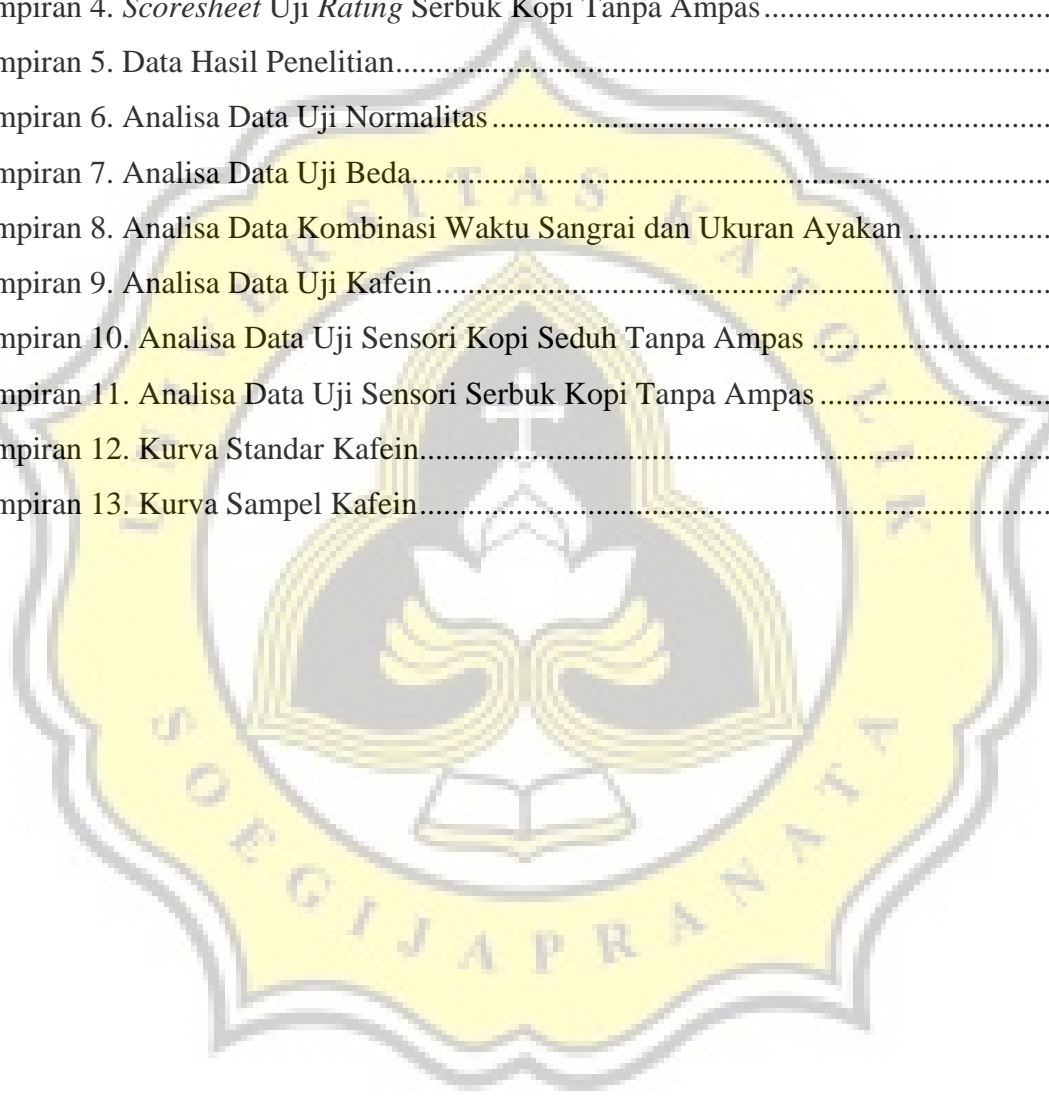 mpiran 4. Scoresheet Uji Rating Serbuk Kopi Tanpa Ampas
mpiran 5. Data Hasil Penelitian
mpiran 6. Analisa Data Uji Normalitas
mpiran 7. Analisa Data Uji Beda
mpiran 8. Analisa Data Kombinasi Waktu Sangrai dan Ukuran Ayakan
mpiran 9. Analisa Data Uji Kafein
mpiran 10. Analisa Data Uji Sensori Kopi Seduh Tanpa Ampas
mpiran 11. Analisa Data Uji Sensori Serbuk Kopi Tanpa Ampas
mpiran 12. Kurva Standar Kafein
mpiran 13. Kurva Sampel Kafein
UNIVERSITAS KATOLIK
SOEGIJAPRANATA